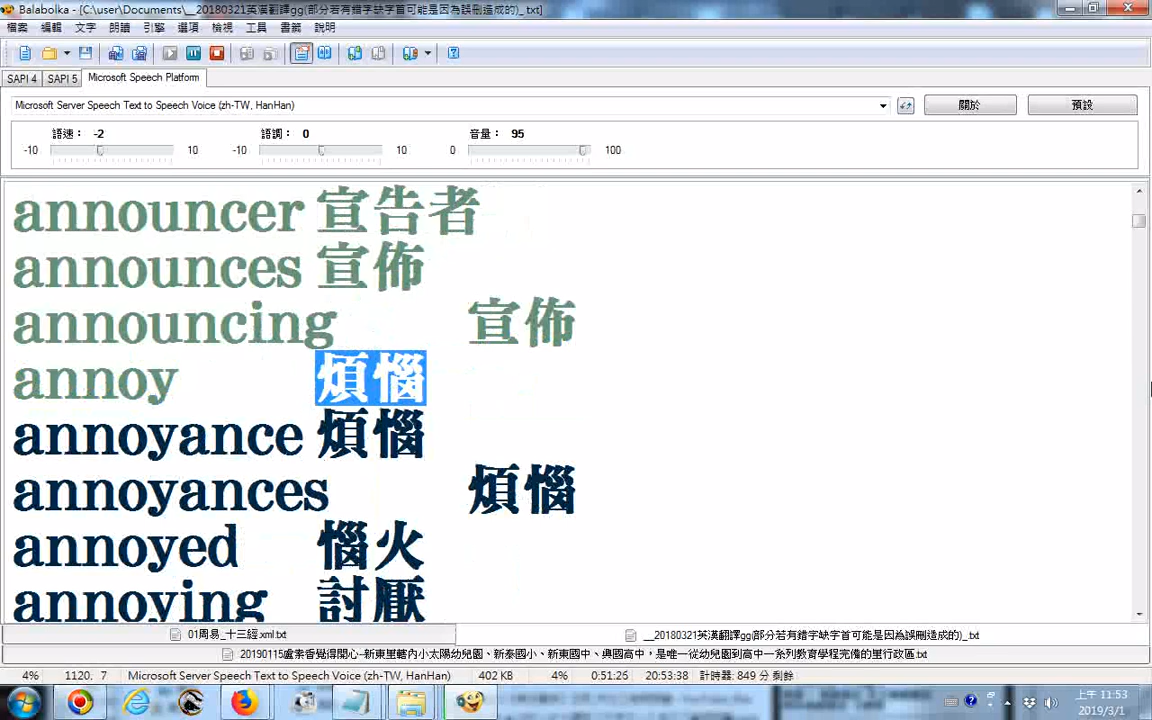 Balabolka - [C:\user\Documents\__20180321英漢翻譯gg(部分若有錯字缺字首可能是因為誤刪造成的)_.txt]
檔案 編輯 文字 朗讀 引擎 選項 檢視 工具 書籤 說明
SAPI 4 SAPI 5 Microsoft Speech Platform
Microsoft Server Speech Text to Speech Voice (zh-TW, HanHan) 關於 預設
語速： -2 語調： 0 音量： 95
-10 10 -10 10 0 100
announcer 宣告者
announces 宣佈
announcing 宣佈
annoy 煩惱
annoyance 煩惱
annoyances 煩惱
annoyed 惱火
annoying 討厭
01周易_十三經.xml.txt __20180321英漢翻譯gg(部分若有錯字缺字首可能是因為誤刪造成的)_.txt
20190115盧素香覺得開心-新東里轄內小太陽幼兒園、新泰國小、新東國中、興國高中，是唯一從幼兒園到高中一系列教育學程完備的里行政區.txt
4% 1120. 7 Microsoft Server Speech Text to Speech Voice (zh-TW, HanHan) 402 KB 4% 0:51:25 20:53:38 計時器: 849 分 剩餘
上午 11:53
2019/3/1